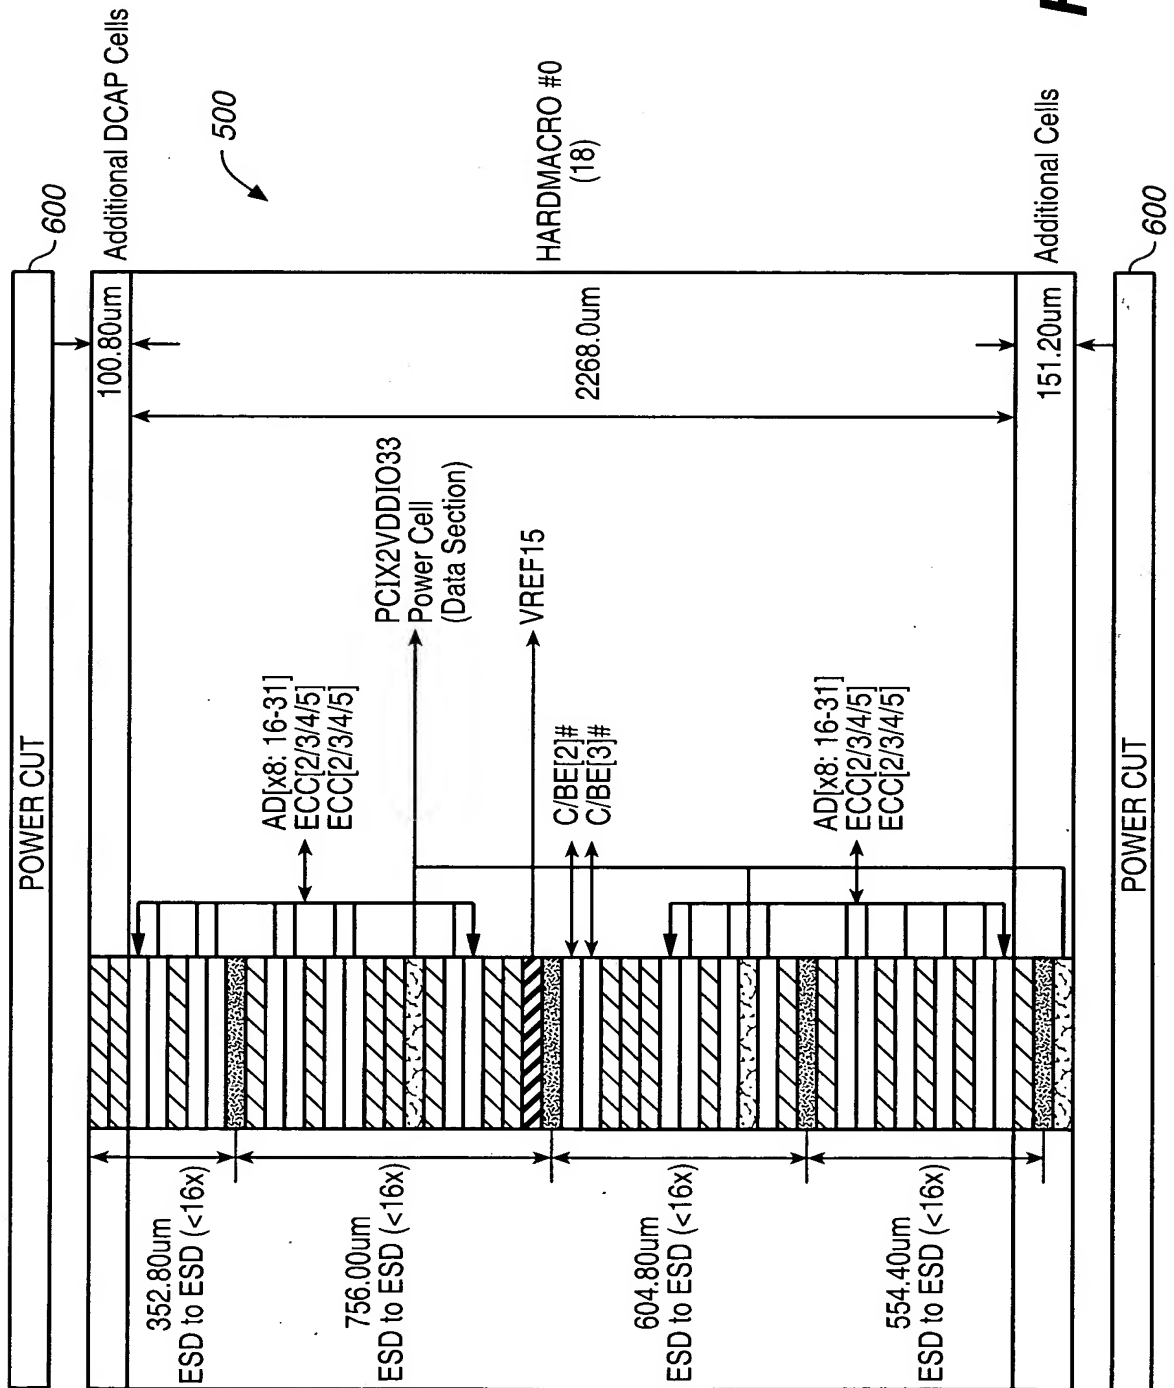 POWER CUT
600
Additional DCAP Cells
100.80um
500
HARDMACRO #0
(18)
2268.0um
PCIX2VDDIO33
Power Cell
(Data Section)
VREF15
AD[x8: 16-31]
ECC[2/3/4/5]
ECC[2/3/4/5]
C/BE[2]#
C/BE[3]#
AD[x8: 16-31]
ECC[2/3/4/5]
ECC[2/3/4/5]
352.80um
ESD to ESD (<16x)
756.00um
ESD to ESD (<16x)
604.80um
ESD to ESD (<16x)
554.40um
ESD to ESD (<16x)
151.20um
Additional Cells
POWER CUT
600